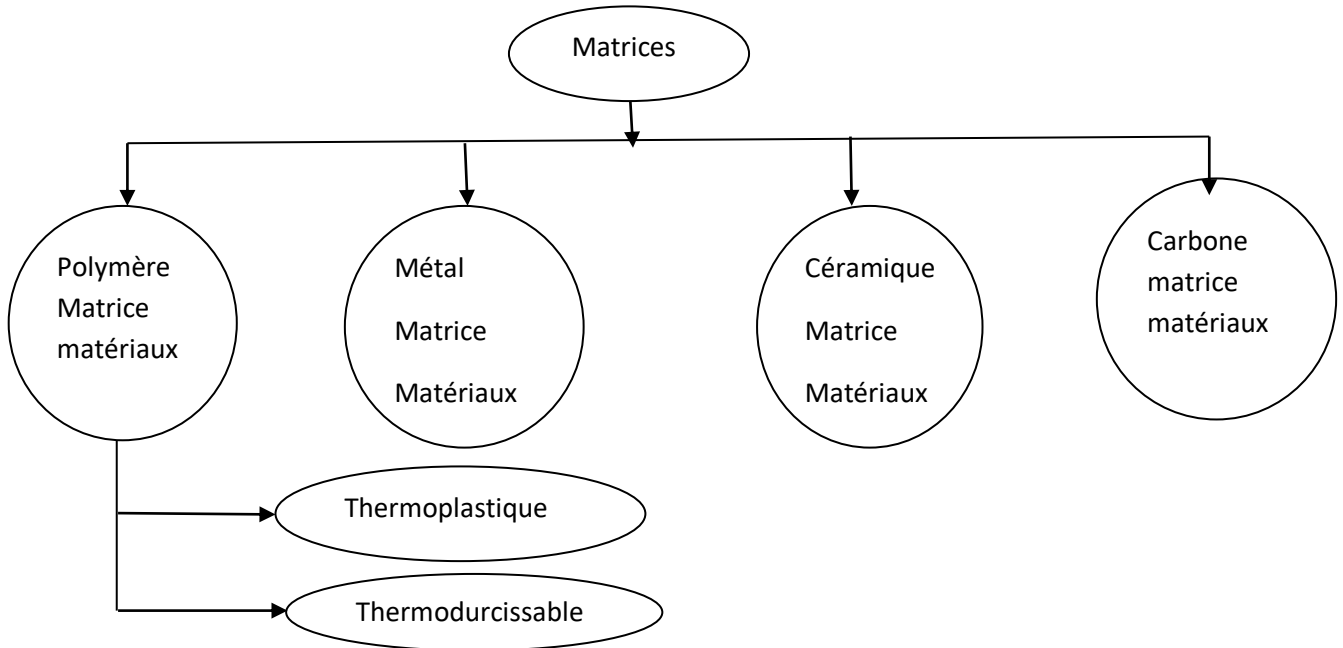 Matrices
Polymère
Matrice
matériaux
Métal
Matrice
Matériaux
Céramique
Matrice
Matériaux
Carbone
matrice
matériaux
Thermoplastique
Thermodurcissable